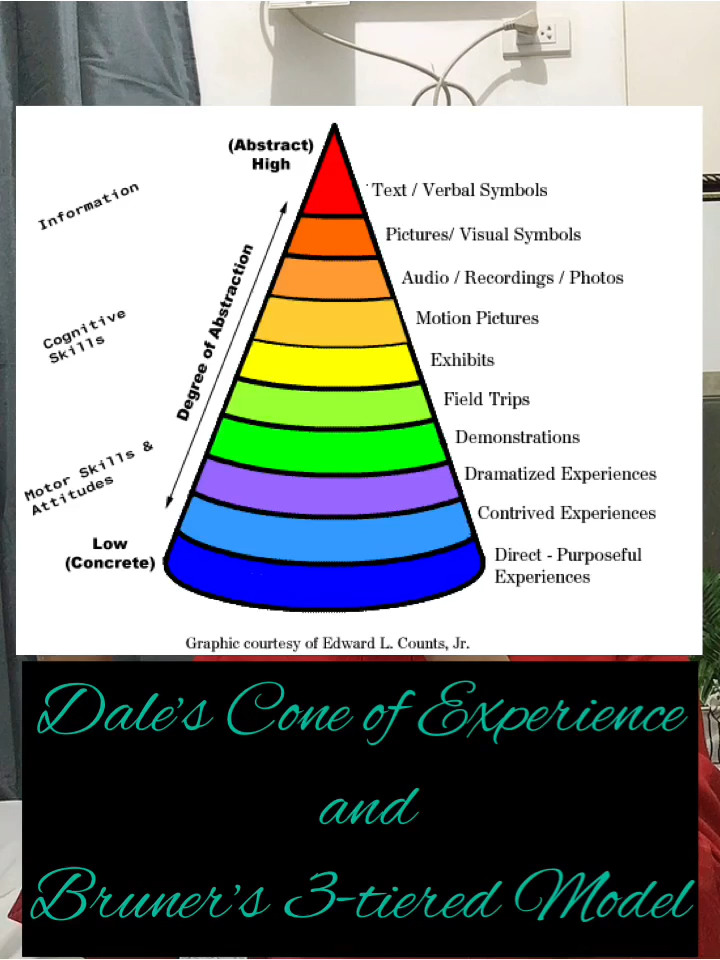 (Abstract)
High
Information
Text / Verbal Symbols
Pictures/ Visual Symbols
Audio / Recordings / Photos
Degree of Abstraction
Motion Pictures
Cognitive
Skills
Exhibits
Field Trips
Demonstrations
Motor Skills &
Attitudes
Dramatized Experiences
Contrived Experiences
Low
(Concrete)
Direct - Purposeful
Experiences
Graphic courtesy of Edward L. Counts, Jr.
Dale's Cone of Experience
and
Bruner's 3-tiered Model